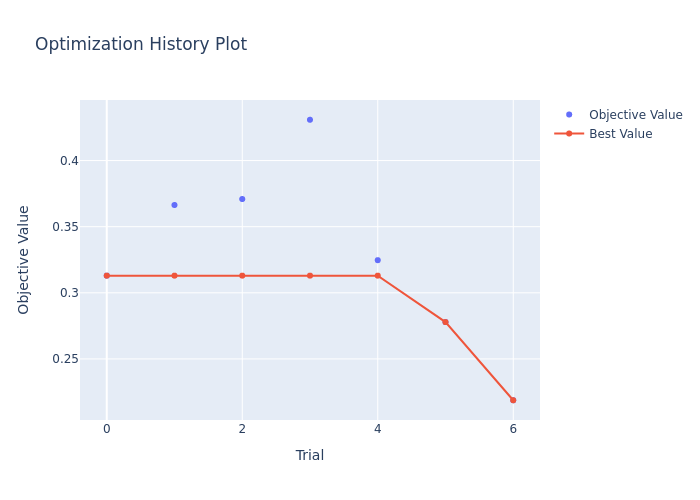 Optimization History Plot
Objective Value
Best Value
0.4
0.35
0.3
0.25
Objective Value
0
2
4
6
Trial